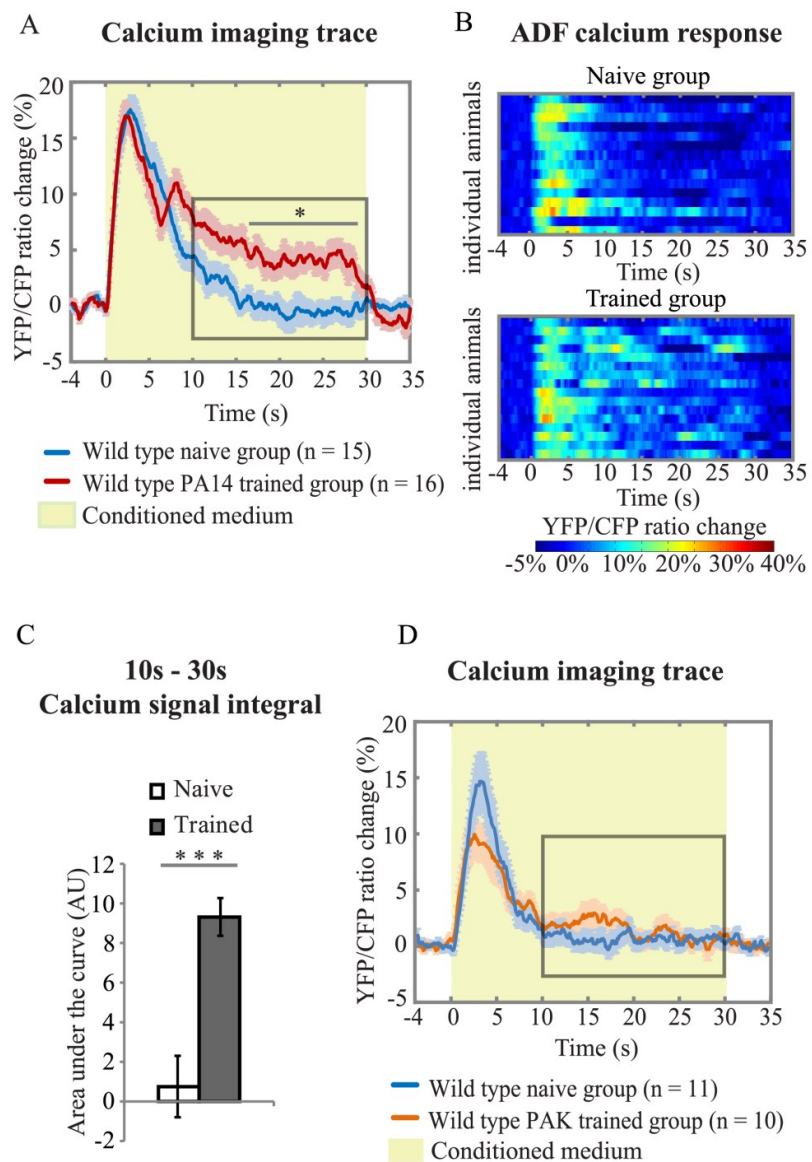 A
Calcium imaging trace
YFP/CFP ratio change (%)
20
15
10
5
0
-5
*
-4 0 5 10 15 20 25 30 35
Time (s)
Wild type naive group (n = 15)
Wild type PA14 trained group (n = 16)
Conditioned medium
B
ADF calcium response
Naive group
individual animals
-4 0 5 10 15 20 25 30 35
Time (s)
Trained group
individual animals
-4 0 5 10 15 20 25 30 35
Time (s)
YFP/CFP ratio change
-5% 0% 10% 20% 30% 40%
C
10s - 30s
Calcium signal integral
Naive
Trained
***
Area under the curve (AU)
12
10
8
6
4
2
0
-2
D
Calcium imaging trace
YFP/CFP ratio change (%)
20
15
10
5
0
-5
-4 0 5 10 15 20 25 30 35
Time (s)
Wild type naive group (n = 11)
Wild type PAK trained group (n = 10)
Conditioned medium